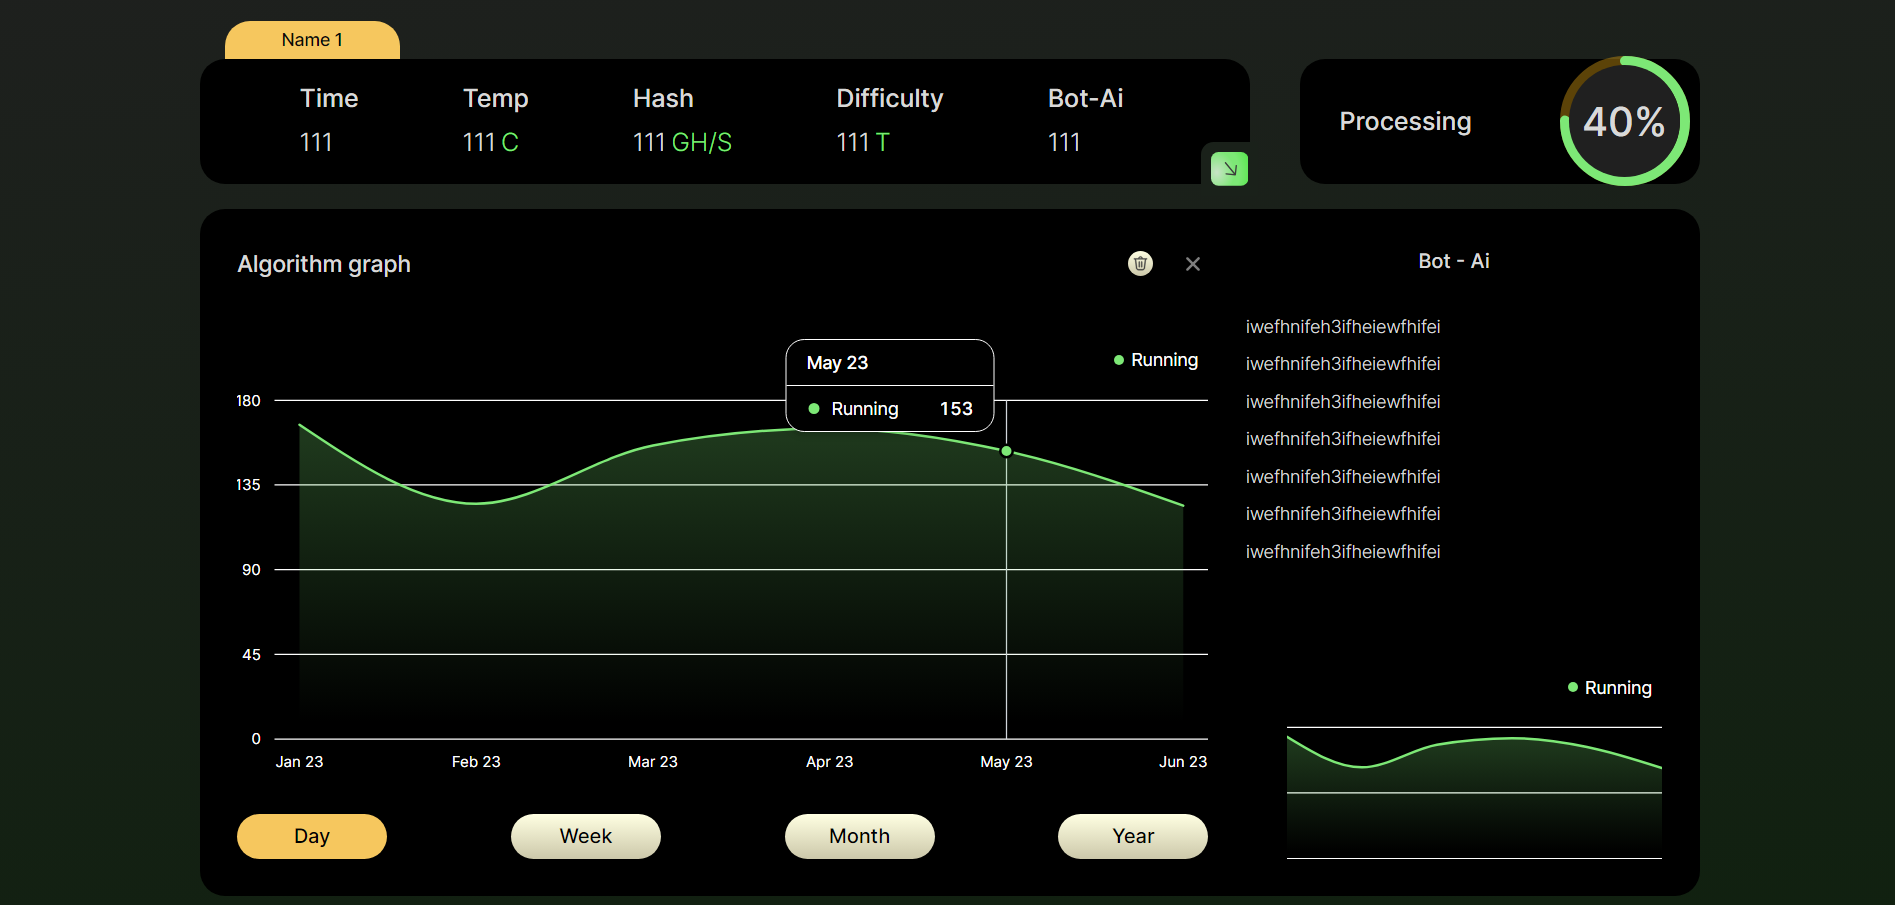 Name 1
Time Temp Hash Difficulty Bot-Ai
111 111 C 111 GH/S 111 T 111
Processing 40%
Algorithm graph
Bot - Ai
May 23
Running 153
Running
180
135
90
45
0
Jan 23 Feb 23 Mar 23 Apr 23 May 23 Jun 23
Day Week Month Year
iwefhnifeh3ifheiewfhifei
iwefhnifeh3ifheiewfhifei
iwefhnifeh3ifheiewfhifei
iwefhnifeh3ifheiewfhifei
iwefhnifeh3ifheiewfhifei
iwefhnifeh3ifheiewfhifei
iwefhnifeh3ifheiewfhifei
Running